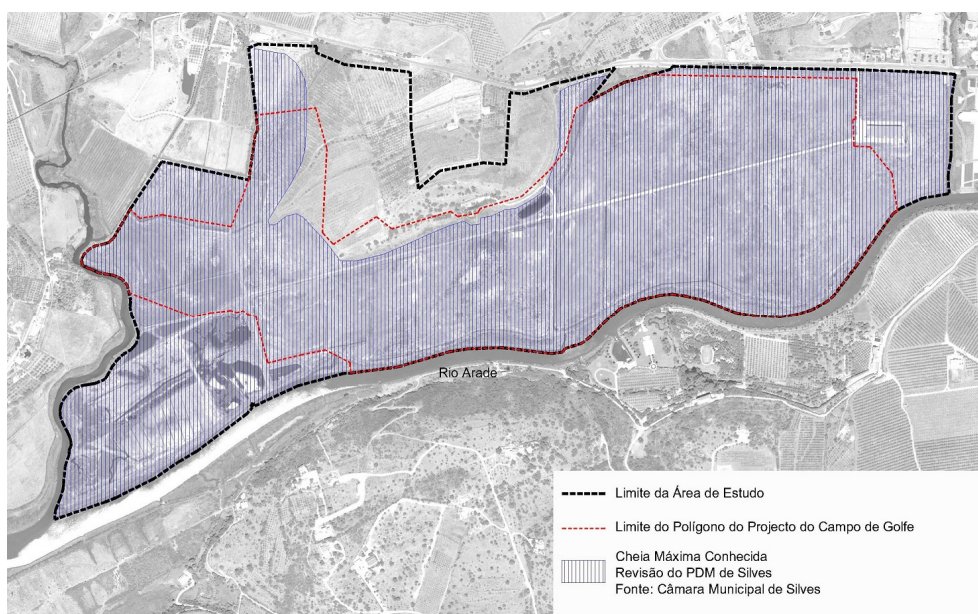 Rio Arade
Limite da Área de Estudo
Limite do Polígono do Projecto do Campo de Golfe
Cheia Máxima Conhecida
Revisão do PDM de Silves
Fonte: Câmara Municipal de Silves